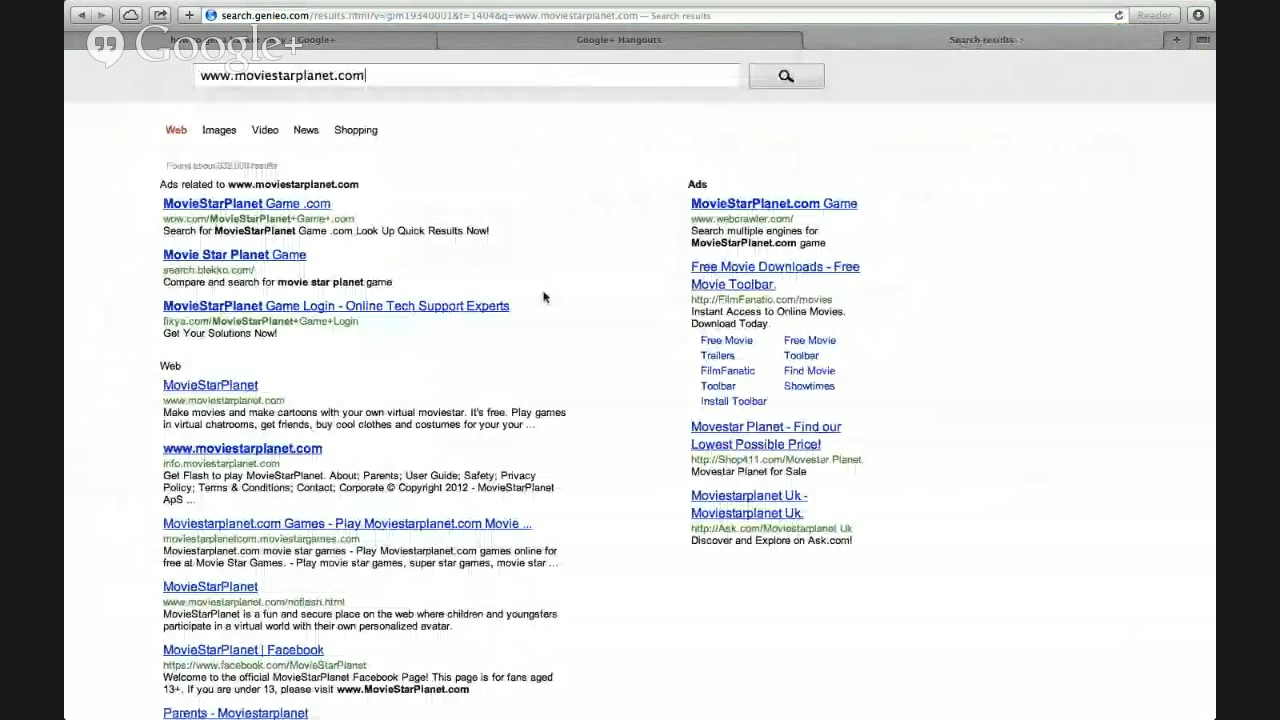 search.genieo.com/results.html?v=gim19340001&t=1404&q=www.moviestarplanet.com — Search results
Reader
Google+
Google+ Hangouts
Search results
www.moviestarplanet.com
Web Images Video News Shopping
Found about results
Ads related to www.moviestarplanet.com
MovieStarPlanet Game .com
wow.com/MovieStarPlanet+Game+.com
Search for MovieStarPlanet Game .com Look Up Quick Results Now!
Movie Star Planet Game
search.blekko.com/
Compare and search for movie star planet game
MovieStarPlanet Game Login - Online Tech Support Experts
fixya.com/MovieStarPlanet+Game+Login
Get Your Solutions Now!
Web
MovieStarPlanet
www.moviestarplanet.com
Make movies and make cartoons with your own virtual moviestar. It's free. Play games
in virtual chatrooms, get friends, buy cool clothes and costumes for your your ...
www.moviestarplanet.com
info.moviestarplanet.com
Get Flash to play MovieStarPlanet. About; Parents; User Guide; Safety; Privacy
Policy; Terms & Conditions; Contact; Corporate © Copyright 2012 - MovieStarPlanet
ApS ...
Moviestarplanet.com Games - Play Moviestarplanet.com Movie ...
moviestarplanetcom.moviestargames.com
Moviestarplanet.com movie star games - Play Moviestarplanet.com games online for
free at Movie Star Games. - Play movie star games, super star games, movie star ...
MovieStarPlanet
www.moviestarplanet.com/noflash.html
MovieStarPlanet is a fun and secure place on the web where children and youngsters
participate in a virtual world with their own personalized avatar.
MovieStarPlanet | Facebook
https://www.facebook.com/MovieStarPlanet
Welcome to the official MovieStarPlanet Facebook Page! This page is for fans aged
13+. If you are under 13, please visit www.MovieStarPlanet.com
Parents - Moviestarplanet
Ads
MovieStarPlanet.com Game
www.webcrawler.com/
Search multiple engines for
MovieStarPlanet.com game
Free Movie Downloads - Free
Movie Toolbar.
http://FilmFanatic.com/movies
Instant Access to Online Movies.
Download Today.
Free Movie Free Movie
Trailers Toolbar
FilmFanatic Find Movie
Toolbar Showtimes
Install Toolbar
Movestar Planet - Find our
Lowest Possible Price!
http://Shop411.com/Movestar Planet
Movestar Planet for Sale
Moviestarplanet Uk -
Moviestarplanet Uk.
http://Ask.com/Moviestarplanet Uk
Discover and Explore on Ask.com!